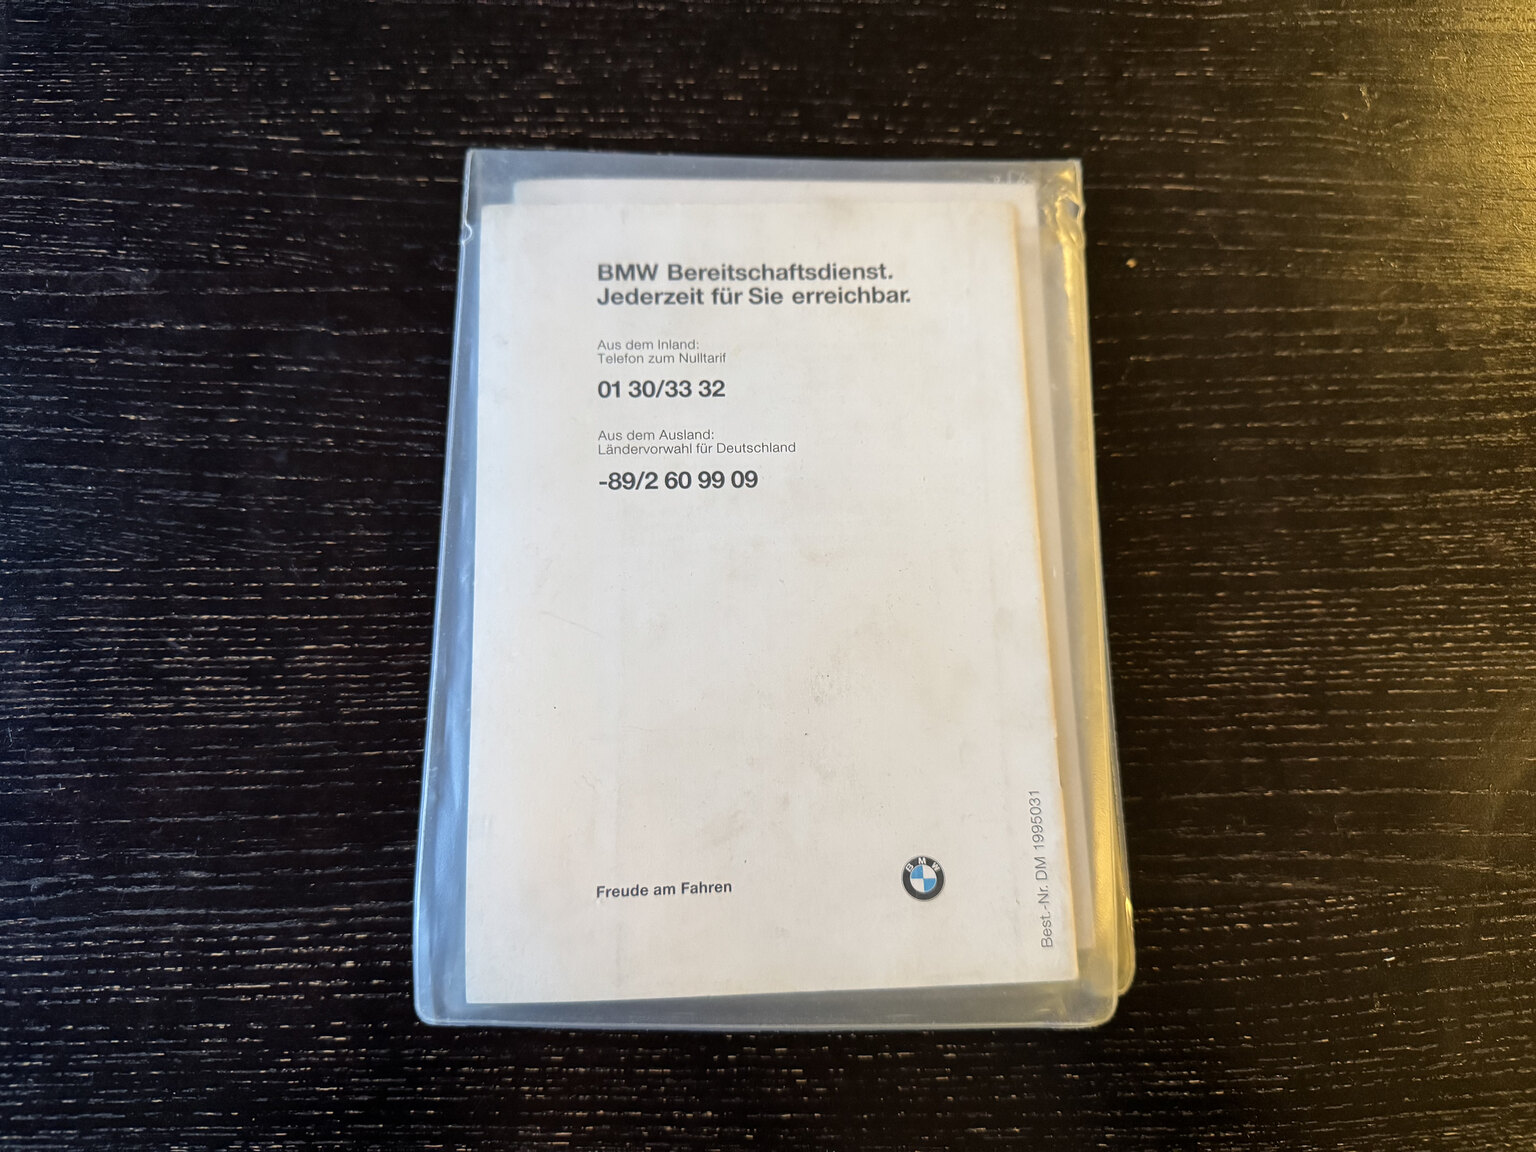 BMW Bereitschaftsdienst.
Jederzeit für Sie erreichbar.
Aus dem Inland:
Telefon zum Nulltarif
01 30/33 32
Aus dem Ausland:
Ländervorwahl für Deutschland
-89/2 60 99 09
Freude am Fahren
BMW
Best.-Nr. DM 1995031